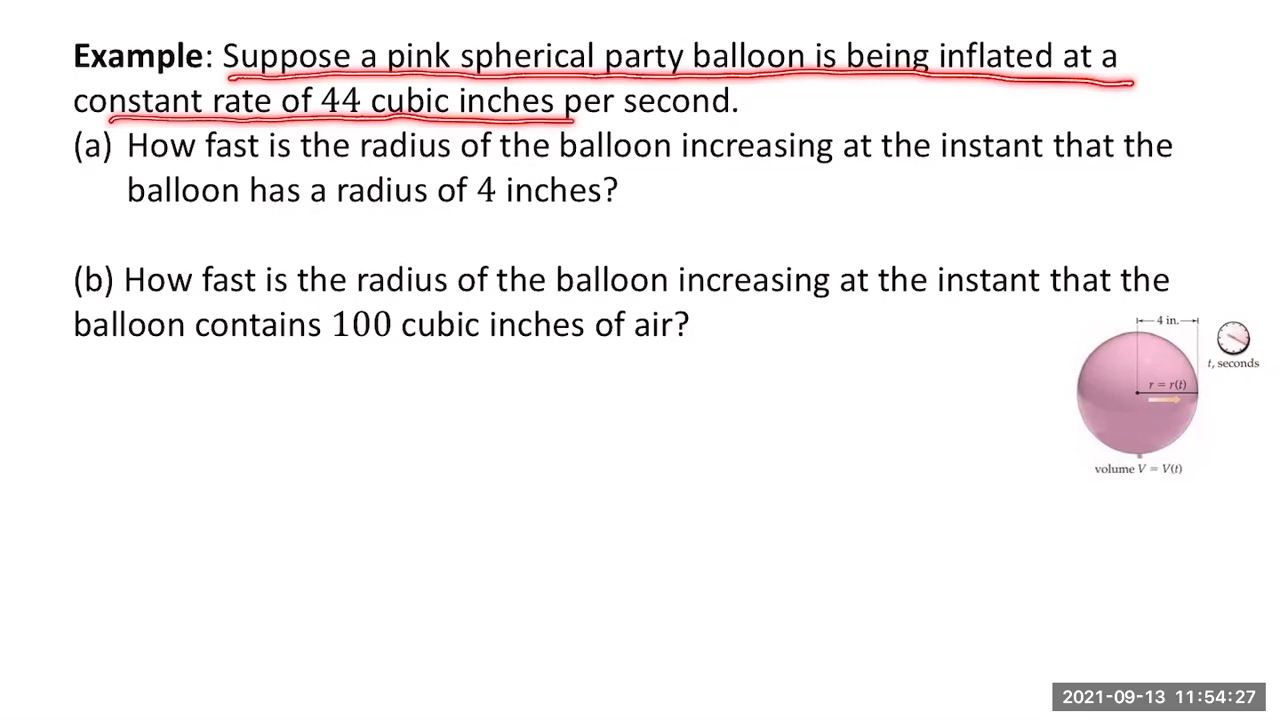 Example: Suppose a pink spherical party balloon is being inflated at a
constant rate of 44 cubic inches per second.
(a) How fast is the radius of the balloon increasing at the instant that the
balloon has a radius of 4 inches?
(b) How fast is the radius of the balloon increasing at the instant that the
balloon contains 100 cubic inches of air?
4 in.
t, seconds
r = r(t)
volume V = V(t)
2021-09-13 11:54:27